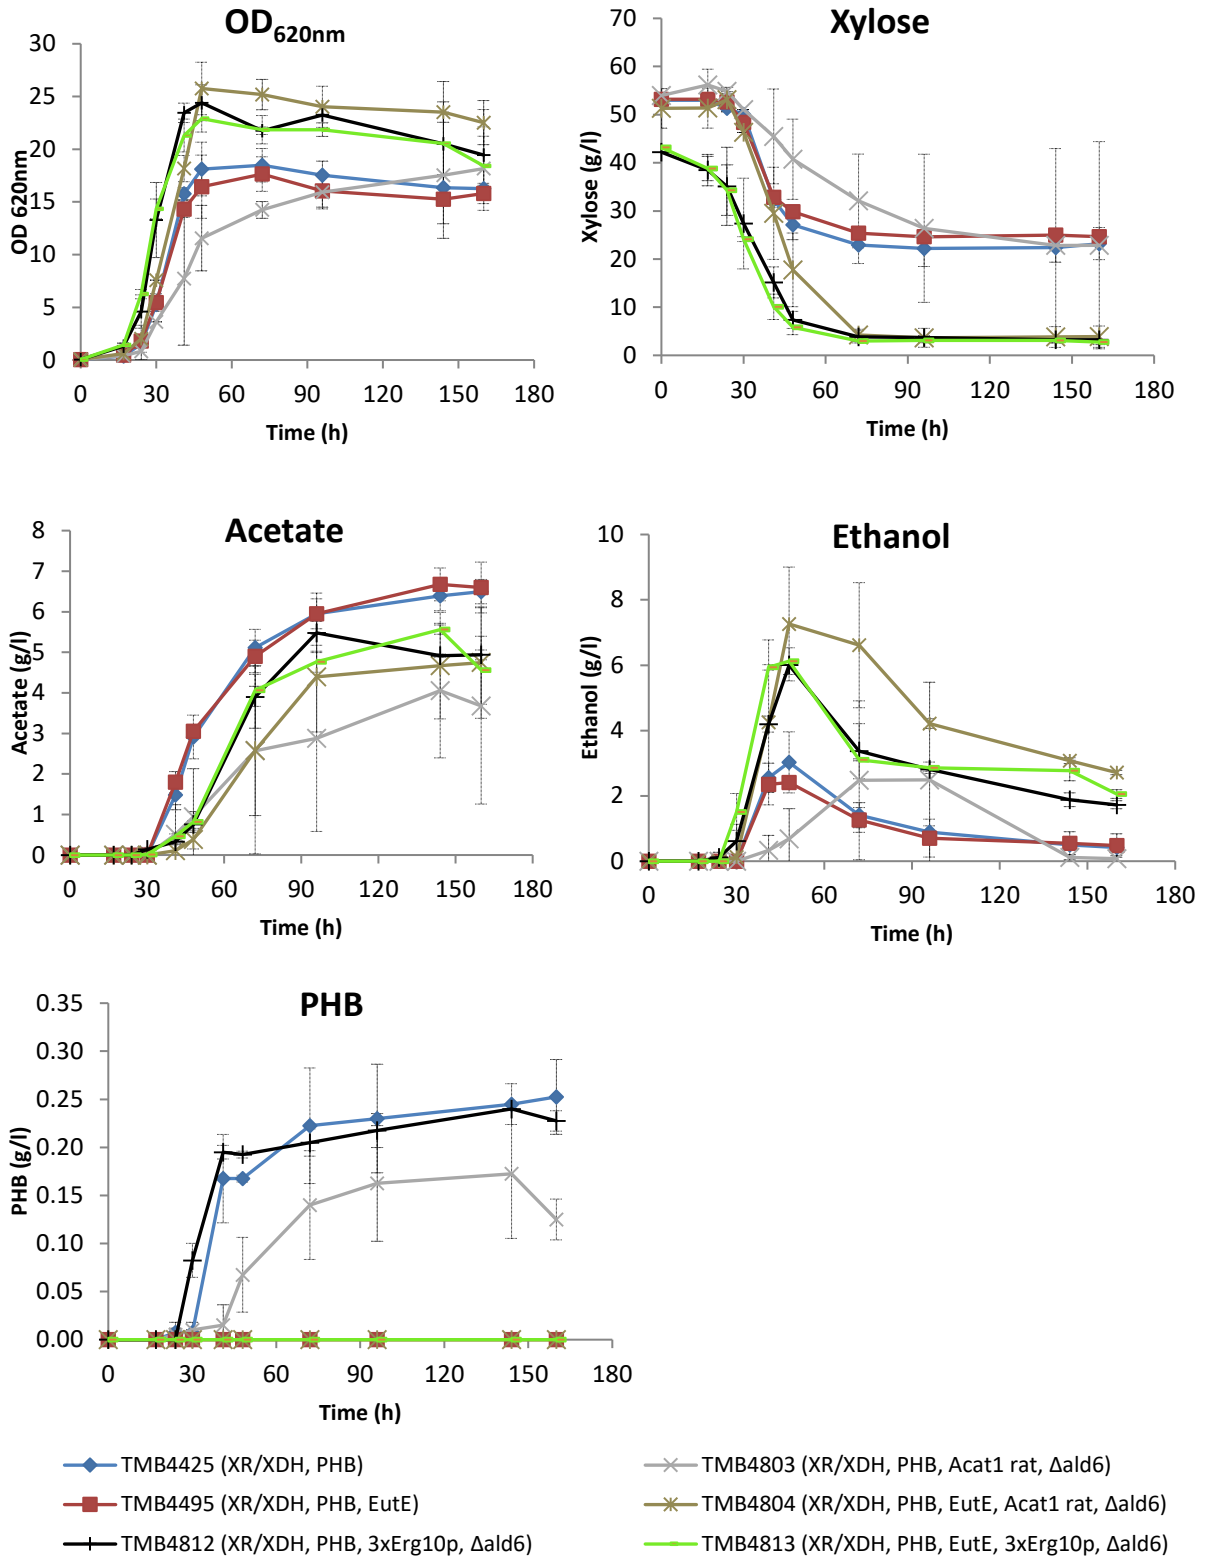 OD620nm
30
25
20
15
10
5
0
OD 620nm
0 30 60 90 120 150 180
Time (h)
Xylose
70
60
50
40
30
20
10
0
Xylose (g/l)
0 30 60 90 120 150 180
Time (h)
Acetate
8
7
6
5
4
3
2
1
0
Acetate (g/l)
0 30 60 90 120 150 180
Time (h)
Ethanol
10
8
6
4
2
0
Ethanol (g/l)
0 30 60 90 120 150 180
Time (h)
PHB
0.35
0.30
0.25
0.20
0.15
0.10
0.05
0.00
PHB (g/l)
0 30 60 90 120 150 180
Time (h)
TMB4425 (XR/XDH, PHB)
TMB4803 (XR/XDH, PHB, Acat1 rat, Δald6)
TMB4495 (XR/XDH, PHB, EutE)
TMB4804 (XR/XDH, PHB, EutE, Acat1 rat, Δald6)
TMB4812 (XR/XDH, PHB, 3xErg10p, Δald6)
TMB4813 (XR/XDH, PHB, EutE, 3xErg10p, Δald6)